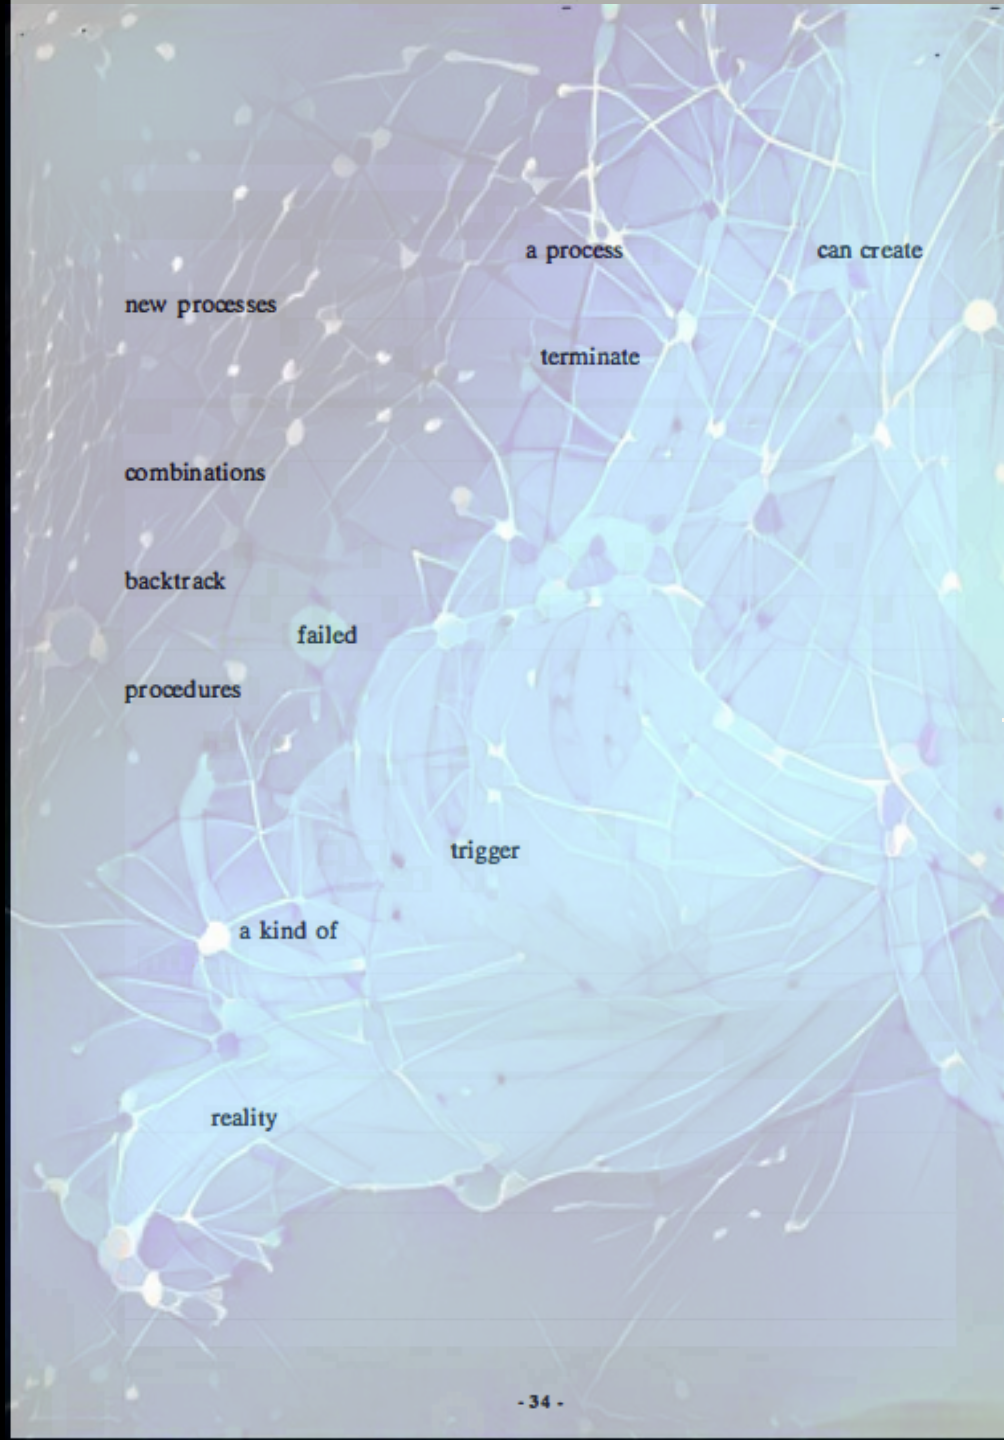 a process can create
new processes
terminate
combinations
backtrack
failed
procedures
trigger
a kind of
reality
- 34 -